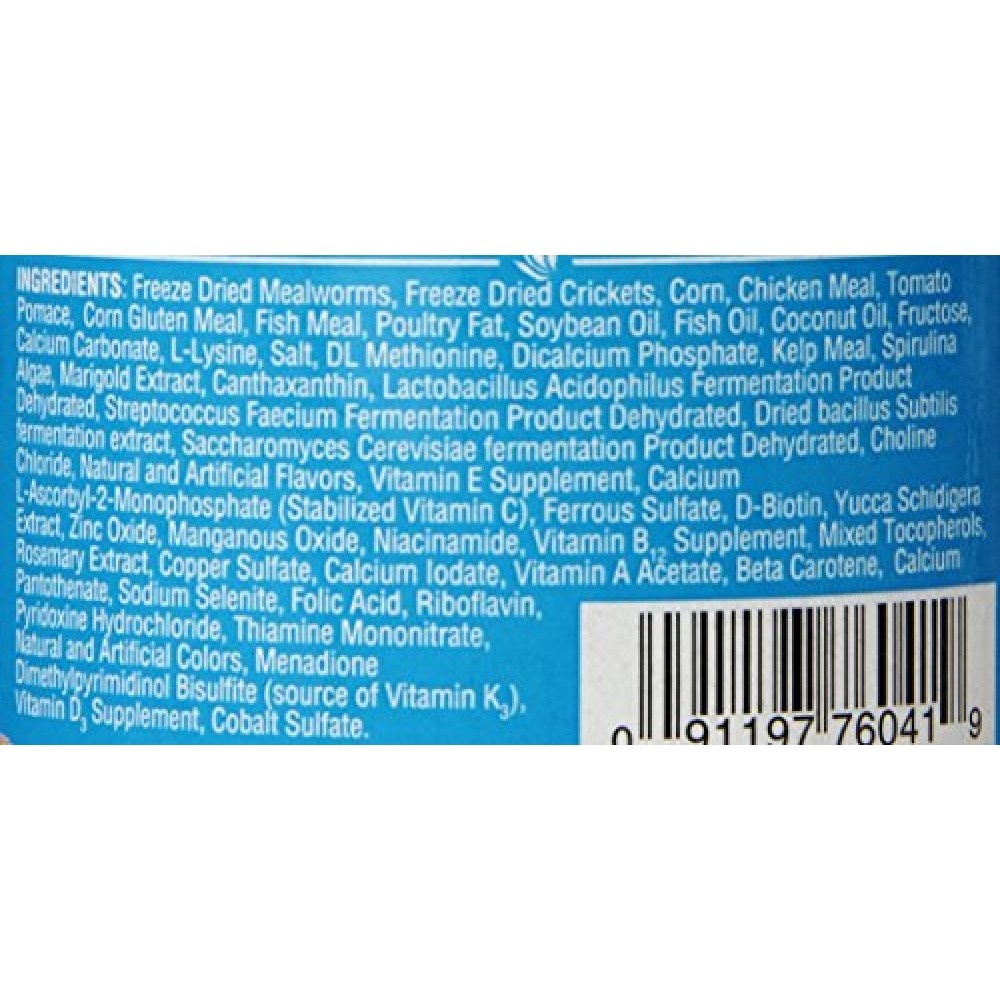 INGREDIENTS: Freeze Dried Mealworms, Freeze Dried Crickets, Corn, Chicken Meal, Tomato
Pomace, Corn Gluten Meal, Fish Meal, Poultry Fat, Soybean Oil, Fish Oil, Coconut Oil, Fructose,
Calcium Carbonate, L-Lysine, Salt, DL Methionine, Dicalcium Phosphate, Kelp Meal, Spirulina
Algae, Marigold Extract, Canthaxanthin, Lactobacillus Acidophilus Fermentation Product
Dehydrated, Streptococcus Faecium Fermentation Product Dehydrated, Dried bacillus Subtilis
fermentation extract, Saccharomyces Cerevisiae fermentation Product Dehydrated, Choline
Chloride, Natural and Artificial Flavors, Vitamin E Supplement, Calcium
L-Ascorbyl-2-Monophosphate (Stabilized Vitamin C), Ferrous Sulfate, D-Biotin, Yucca Schidigera
Extract, Zinc Oxide, Manganous Oxide, Niacinamide, Vitamin B12 Supplement, Mixed Tocopherols,
Rosemary Extract, Copper Sulfate, Calcium Iodate, Vitamin A Acetate, Beta Carotene, Calcium
Pantothenate, Sodium Selenite, Folic Acid, Riboflavin,
Pyridoxine Hydrochloride, Thiamine Mononitrate,
Natural and Artificial Colors, Menadione
Dimethylpyrimidinol Bisulfite (source of Vitamin K3),
Vitamin D3 Supplement, Cobalt Sulfate.
0 91197 76041 9